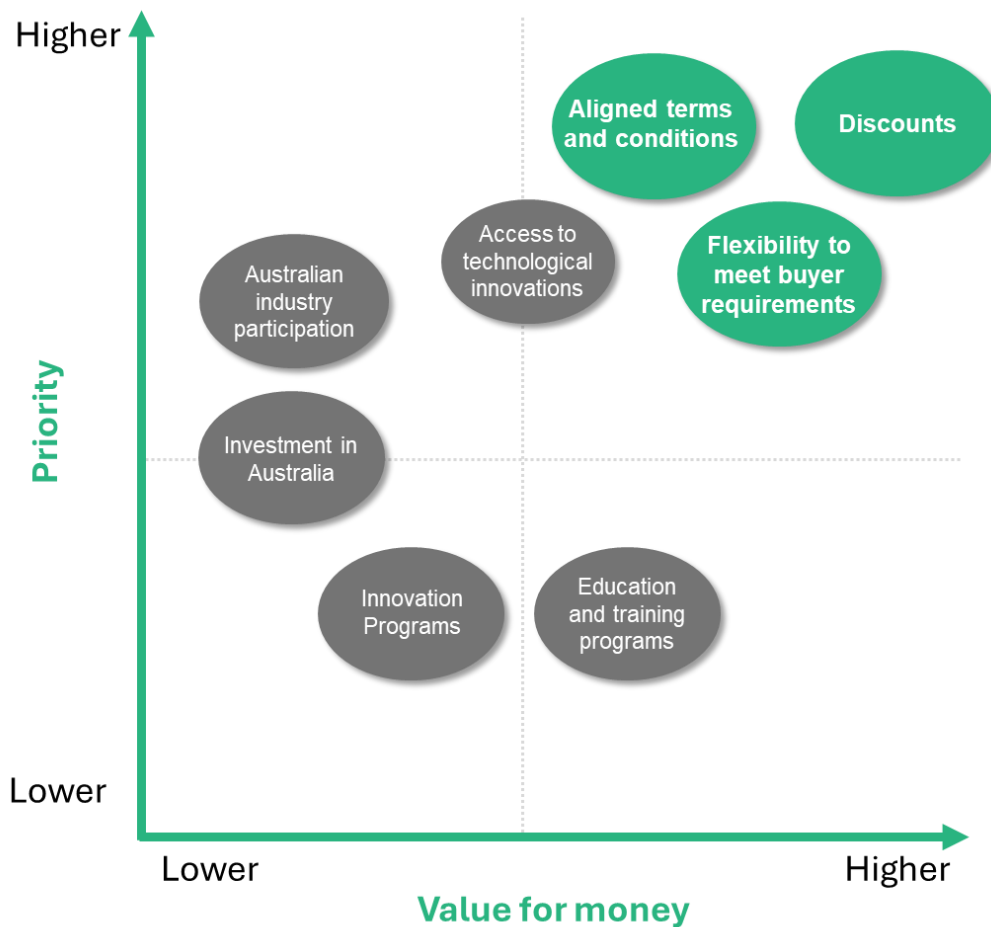 Higher
Aligned terms
and conditions
Discounts
Access to
technological
innovations
Flexibility to
meet buyer
requirements
Australian
industry
participation
Priority
Investment in
Australia
Innovation
Programs
Education
and training
programs
Lower
Lower
Higher
Value for money